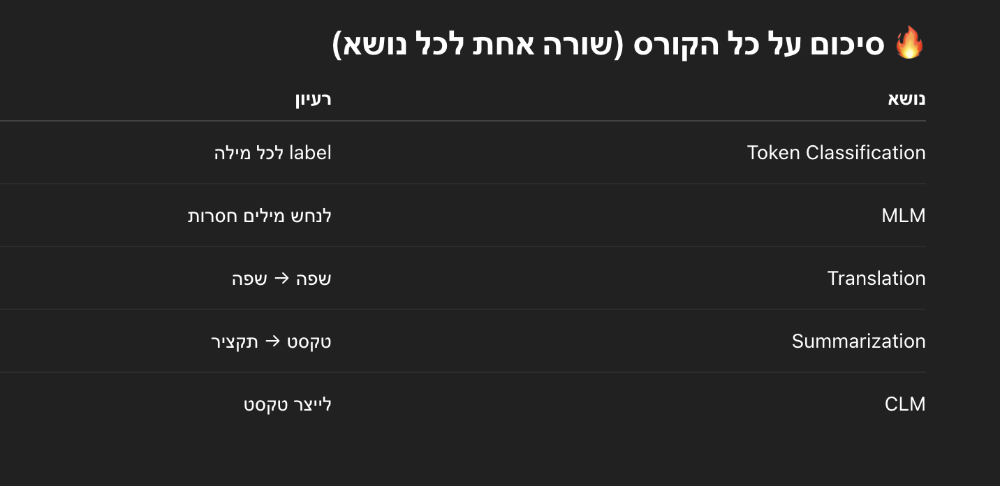 🔥 סיכום על כל הקורס (שורה אחת לכל נושא)
נושא רעיון
Token Classification label לכל מילה
MLM לנחש מילים חסרות
Translation שפה → שפה
Summarization טקסט → תקציר
CLM לייצר טקסט